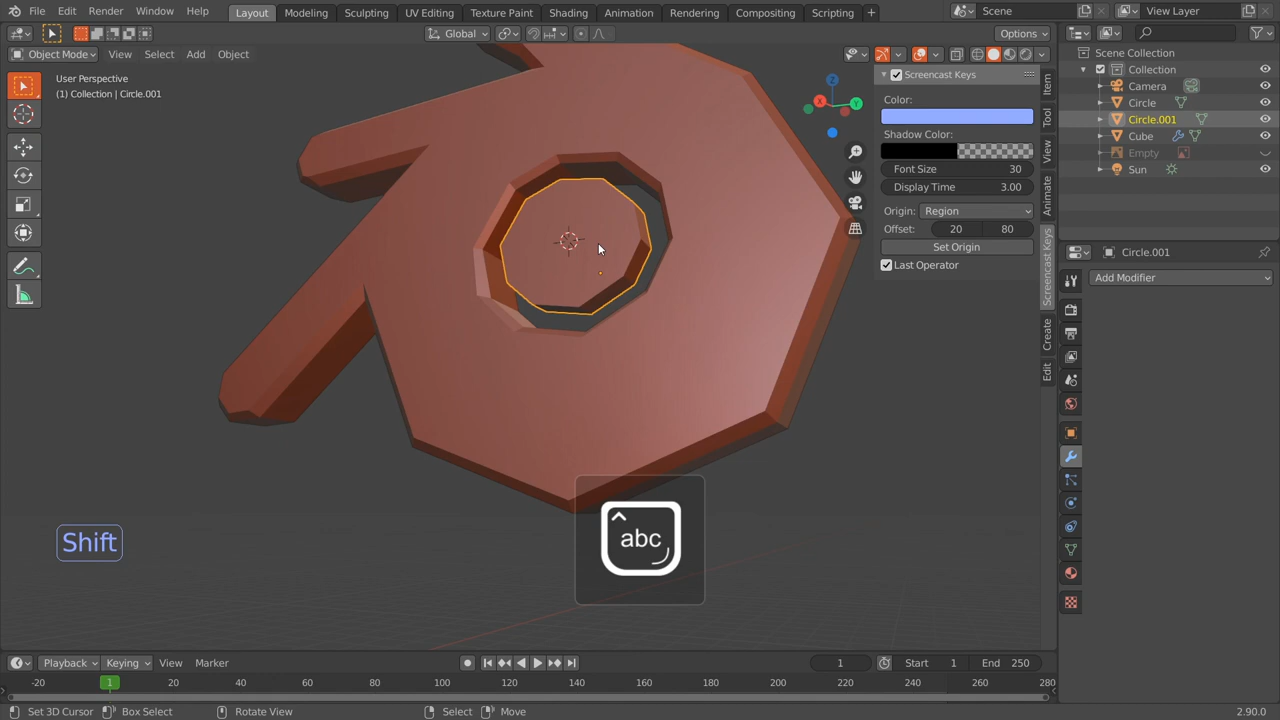 File Edit Render Window Help Layout Modeling Sculpting UV Editing Texture Paint Shading Animation Rendering Compositing Scripting + Scene View Layer
Global Options
Object Mode View Select Add Object
User Perspective
(1) Collection | Circle.001
Z
X
Y
Screencast Keys
Color:
Shadow Color:
Font Size 30
Display Time 3.00
Origin: Region
Offset: 20 80
Set Origin
Last Operator
Item
Tool
View
Animate
Screencast Keys
Create
Edit
Scene Collection
Collection
Camera
Circle
Circle.001
Cube
Empty
Sun
Circle.001
Add Modifier
Shift
abc
Playback Keying View Marker 1 Start 1 End 250
-20 1 20 40 60 80 100 120 140 160 180 200 220 240 260 280
Set 3D Cursor Box Select Rotate View Select Move 2.90.0